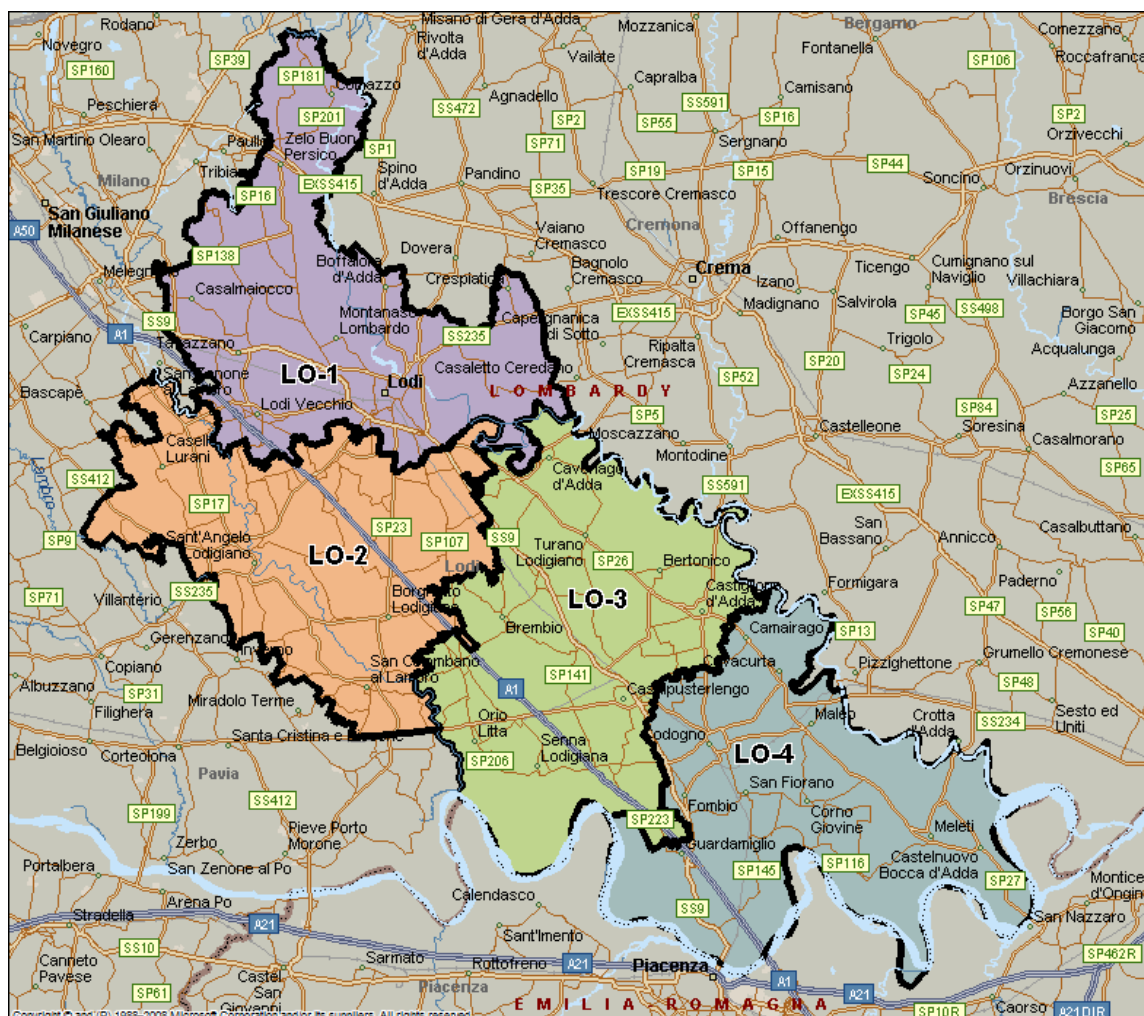 Rodano
Novegro
SP160
SP39
Misano di Gera d'Adda
Rivolta
d'Adda
Vailate
Mozzanica
Bergamo
Fontanella
SP106
Comezzano
Roccafranca
SP181
Comazzo
Capralba
Camisano
Agnadello
SS472
SS591
SP16
Peschiera
SP201
SP2
SP55
SP2
Sergnano
Orzivecchi
San Martino Olearo
Zelo Buon
Persico
SP1
SP71
SP44
Tribia
Milano
EXSS415
Spino
d'Adda
Pandino
SP19
SP15
Orzinuovi
SP16
SP35
Trescore Cremasco
Soncino
Brescia
San Giuliano
Milanese
A50
Vaiano
Cremasco
Cremona
Offanengo
SP138
Dovera
Boffalora
d'Adda
Crespiatica
Bagnolo
Cremasco
Crema
Izano
Ticengo
Cumignano sul
Naviglio
Villachiara
Casalmaiocco
Madignano
Salvirola
SS9
Montanaso
Lombardo
SS235
Capergnanica
di Sotto
EXSS415
SP45
SS498
Borgo San
Giacomo
Carpiano
A1
Tavazzano
Ripalta
Cremasca
SP20
Trigolo
Acqualunga
San Zenone
al Lambro
LO-1
Lodi
Casaletto Ceredano
SP52
SP24
Azzanello
Bascapè
LOMBARDY
Lodi Vecchio
SP5
SP84
SP25
Caselle
Lurani
Moscazzano
Castelleone
Soresina
Casalmorano
Montodine
SP65
Lambro
SS412
Cavenago
d'Adda
SS591
EXSS415
SP17
SP23
San
Bassano
Casalbuttano
SP9
Sant'Angelo
Lodigiano
SP107
SS9
Turano
Lodigiano
Annicco
LO-2
Lodi
SP26
Bertonico
SS235
Formigara
Paderno
SP71
Villanterio
Borghetto
Lodigiano
LO-3
Castiglione
d'Adda
SP47
SP56
Gerenzano
Brembio
Camairago
SP13
SP40
Copiano
Inverno
San Colombano
al Lambro
Cavacurta
Pizzighettone
Grumello Cremonese
Albuzzano
SP31
SP141
SP48
Filighera
Miradolo Terme
A1
Casalpusterlengo
Maleo
Crotta
d'Adda
SS234
Sesto ed
Uniti
Orio
Litta
Codogno
Belgioioso
Corteolona
Santa Cristina e
LO-4
SP206
Senna
Lodigiana
Pavia
San Fiorano
SS412
Fombio
Corno
Giovine
SP199
SP223
Meleti
Zerbo
Pieve Porto
Morone
Guardamiglio
Portalbera
San Zenone al Po
SP145
SP116
Castelnuovo
Bocca d'Adda
SP27
Arena Po
Calendasco
SS9
Stradella
A21
Sant'Imento
San Nazzaro
SS10
Canneto
Pavese
Castel
San
Giovanni
Sarmato
Rottofreno
A21
Piacenza
SP462R
SP61
Piacenza
A1
A21
EMILIA-ROMAGNA
SP10R
Caorso
A21DIR